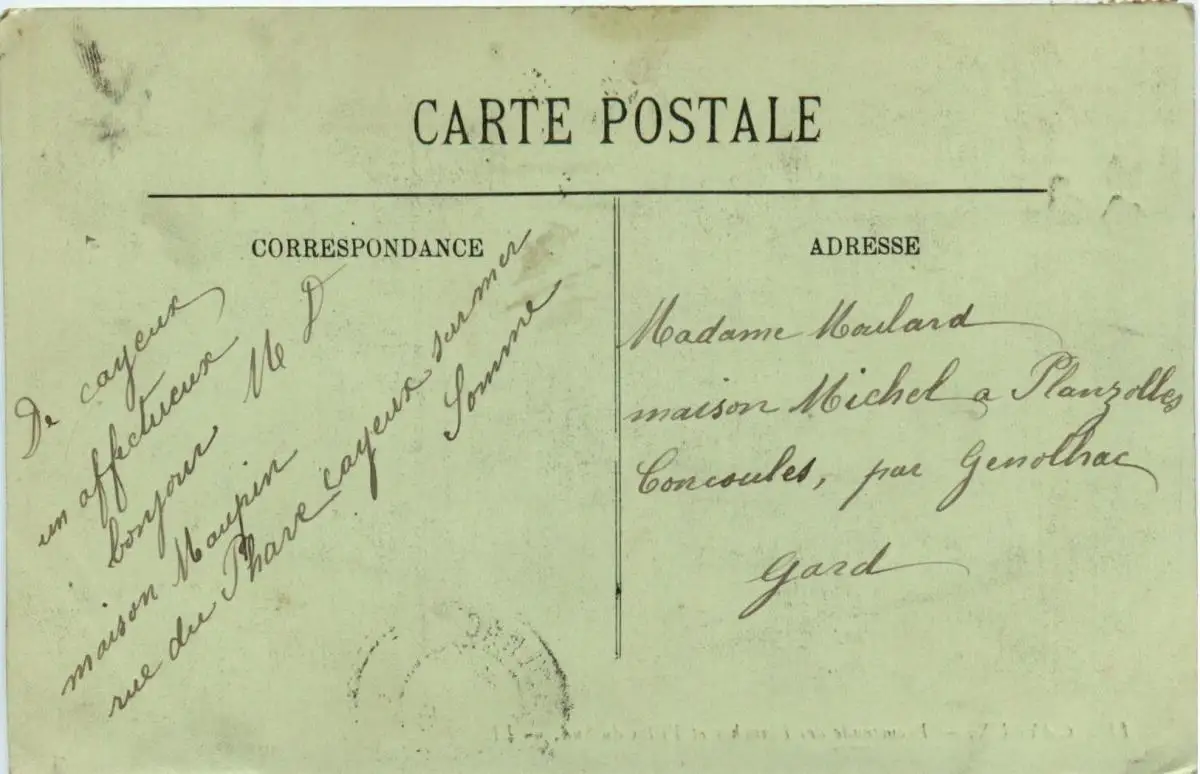 CARTE POSTALE
CORRESPONDANCE
De cayeux
un affectueux
bonjour M D
maison Maupin
rue du Phare cayeux sur mer
Somme
ADRESSE
Madame Moulard
maison Michel a Planzolles
Concoules, par Genolhac
Gard